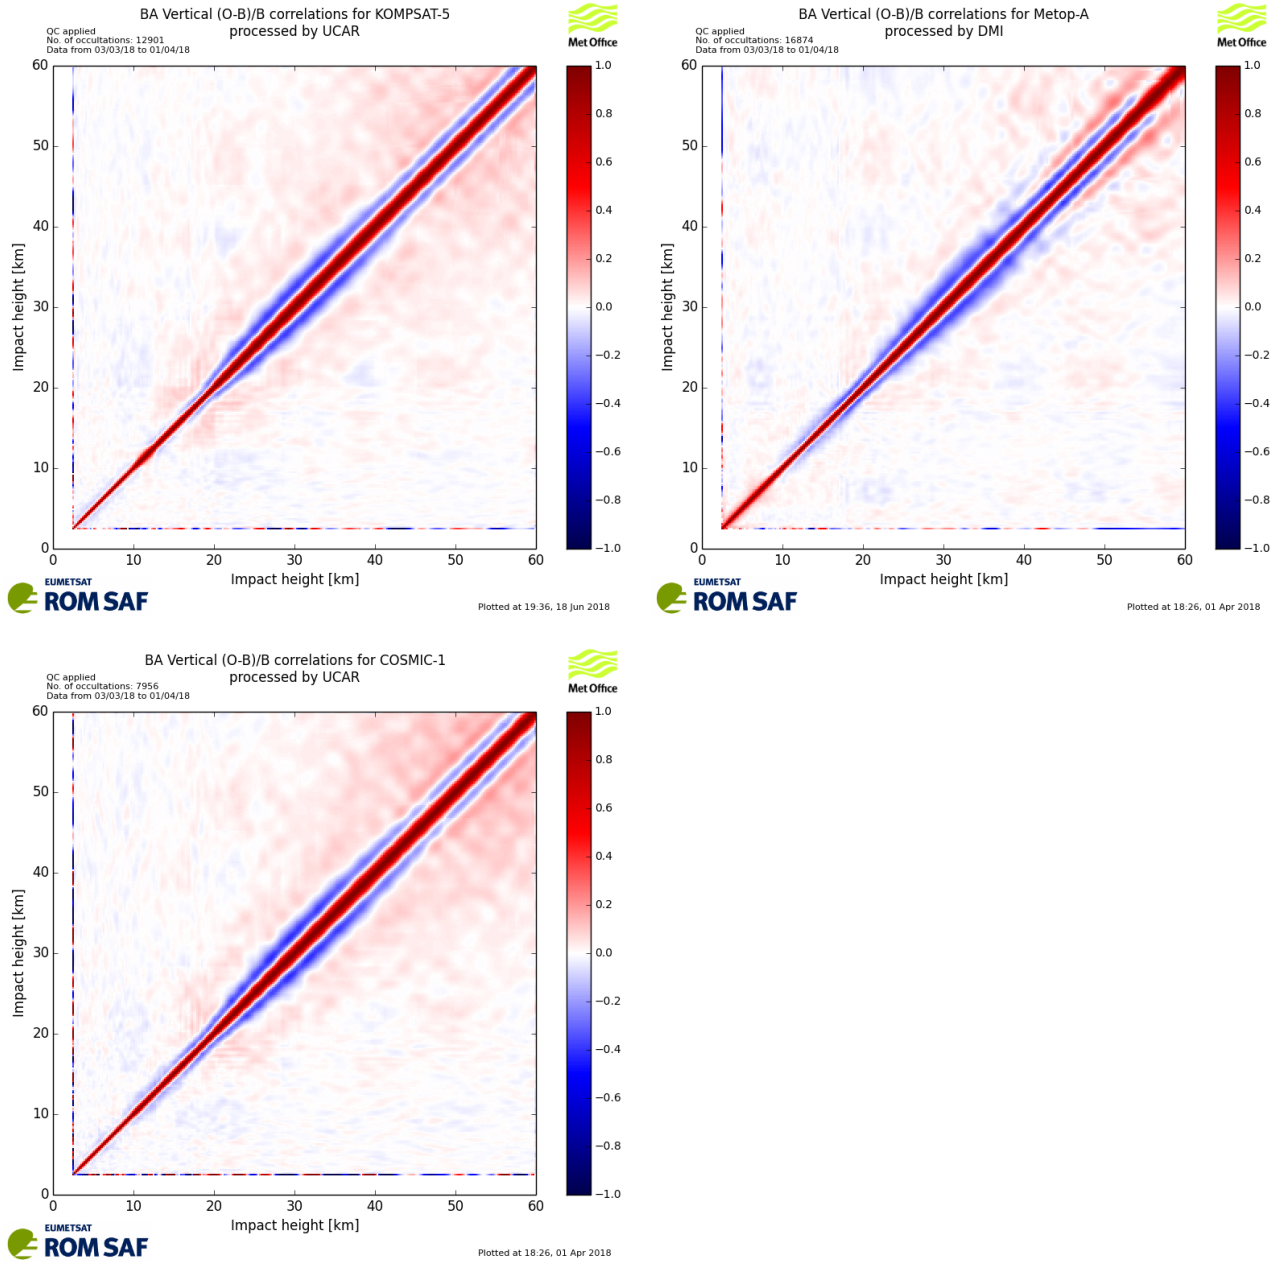 BA Vertical (O-B)/B correlations for KOMPSAT-5
processed by UCAR
QC applied
No. of occultations: 12901
Data from 03/03/18 to 01/04/18
Met Office
60
50
40
30
20
10
0
Impact height [km]
0 10 20 30 40 50 60
Impact height [km]
1.0
0.8
0.6
0.4
0.2
0.0
−0.2
−0.4
−0.6
−0.8
−1.0
EUMETSAT
ROM SAF
Plotted at 19:36, 18 Jun 2018
BA Vertical (O-B)/B correlations for Metop-A
processed by DMI
QC applied
No. of occultations: 16874
Data from 03/03/18 to 01/04/18
Met Office
60
50
40
30
20
10
0
Impact height [km]
0 10 20 30 40 50 60
Impact height [km]
1.0
0.8
0.6
0.4
0.2
0.0
−0.2
−0.4
−0.6
−0.8
−1.0
EUMETSAT
ROM SAF
Plotted at 18:26, 01 Apr 2018
BA Vertical (O-B)/B correlations for COSMIC-1
processed by UCAR
QC applied
No. of occultations: 7956
Data from 03/03/18 to 01/04/18
Met Office
60
50
40
30
20
10
0
Impact height [km]
0 10 20 30 40 50 60
Impact height [km]
1.0
0.8
0.6
0.4
0.2
0.0
−0.2
−0.4
−0.6
−0.8
−1.0
EUMETSAT
ROM SAF
Plotted at 18:26, 01 Apr 2018